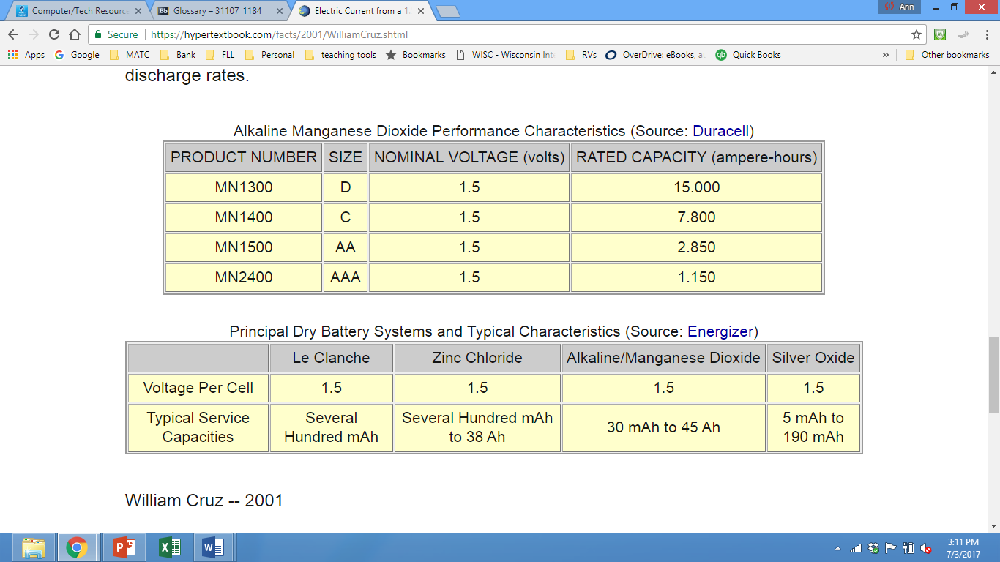 Computer/Tech Resource
Glossary – 31107_1184
Electric Current from a 1.
Ann
Secure https://hypertextbook.com/facts/2001/WilliamCruz.shtml
Apps Google MATC Bank FLL Personal teaching tools Bookmarks WISC - Wisconsin Int RVs OverDrive: eBooks, au Quick Books » Other bookmarks
discharge rates.
Alkaline Manganese Dioxide Performance Characteristics (Source: Duracell)
PRODUCT NUMBER SIZE NOMINAL VOLTAGE (volts) RATED CAPACITY (ampere-hours)
MN1300 D 1.5 15.000
MN1400 C 1.5 7.800
MN1500 AA 1.5 2.850
MN2400 AAA 1.5 1.150
Principal Dry Battery Systems and Typical Characteristics (Source: Energizer)
Le Clanche Zinc Chloride Alkaline/Manganese Dioxide Silver Oxide
Voltage Per Cell 1.5 1.5 1.5 1.5
Typical Service Capacities Several Hundred mAh Several Hundred mAh to 38 Ah 30 mAh to 45 Ah 5 mAh to 190 mAh
William Cruz -- 2001
3:11 PM
7/3/2017